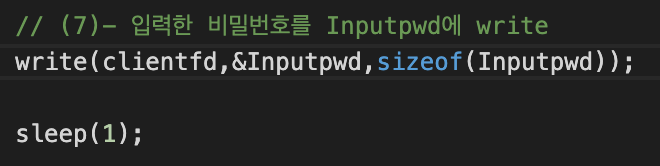 // (7)- 입력한 비밀번호를 Inputpwd에 write
write(clientfd,&Inputpwd,sizeof(Inputpwd));
sleep(1);